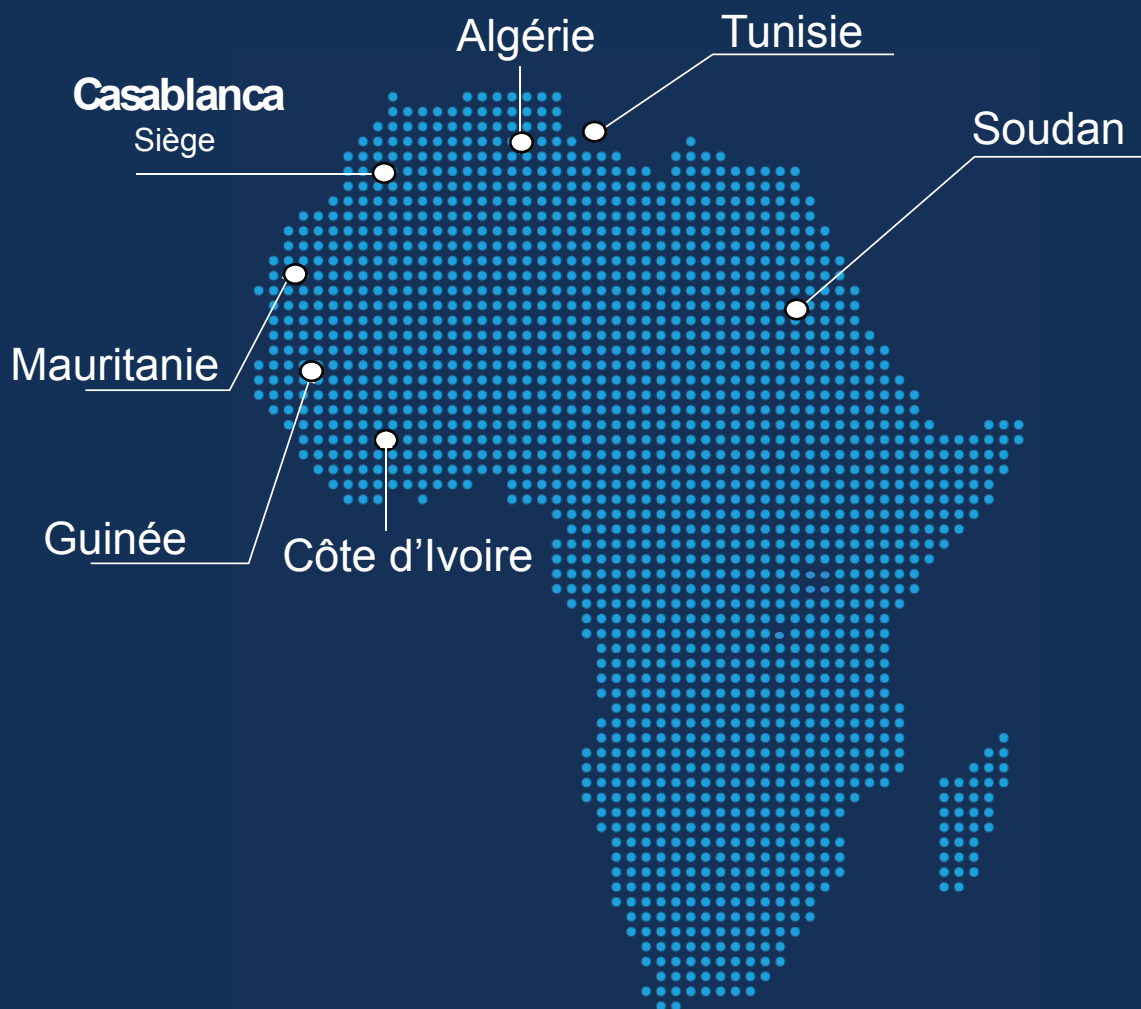 Algérie
Tunisie
Casablanca
Siège
Soudan
Mauritanie
Guinée
Côte d’Ivoire